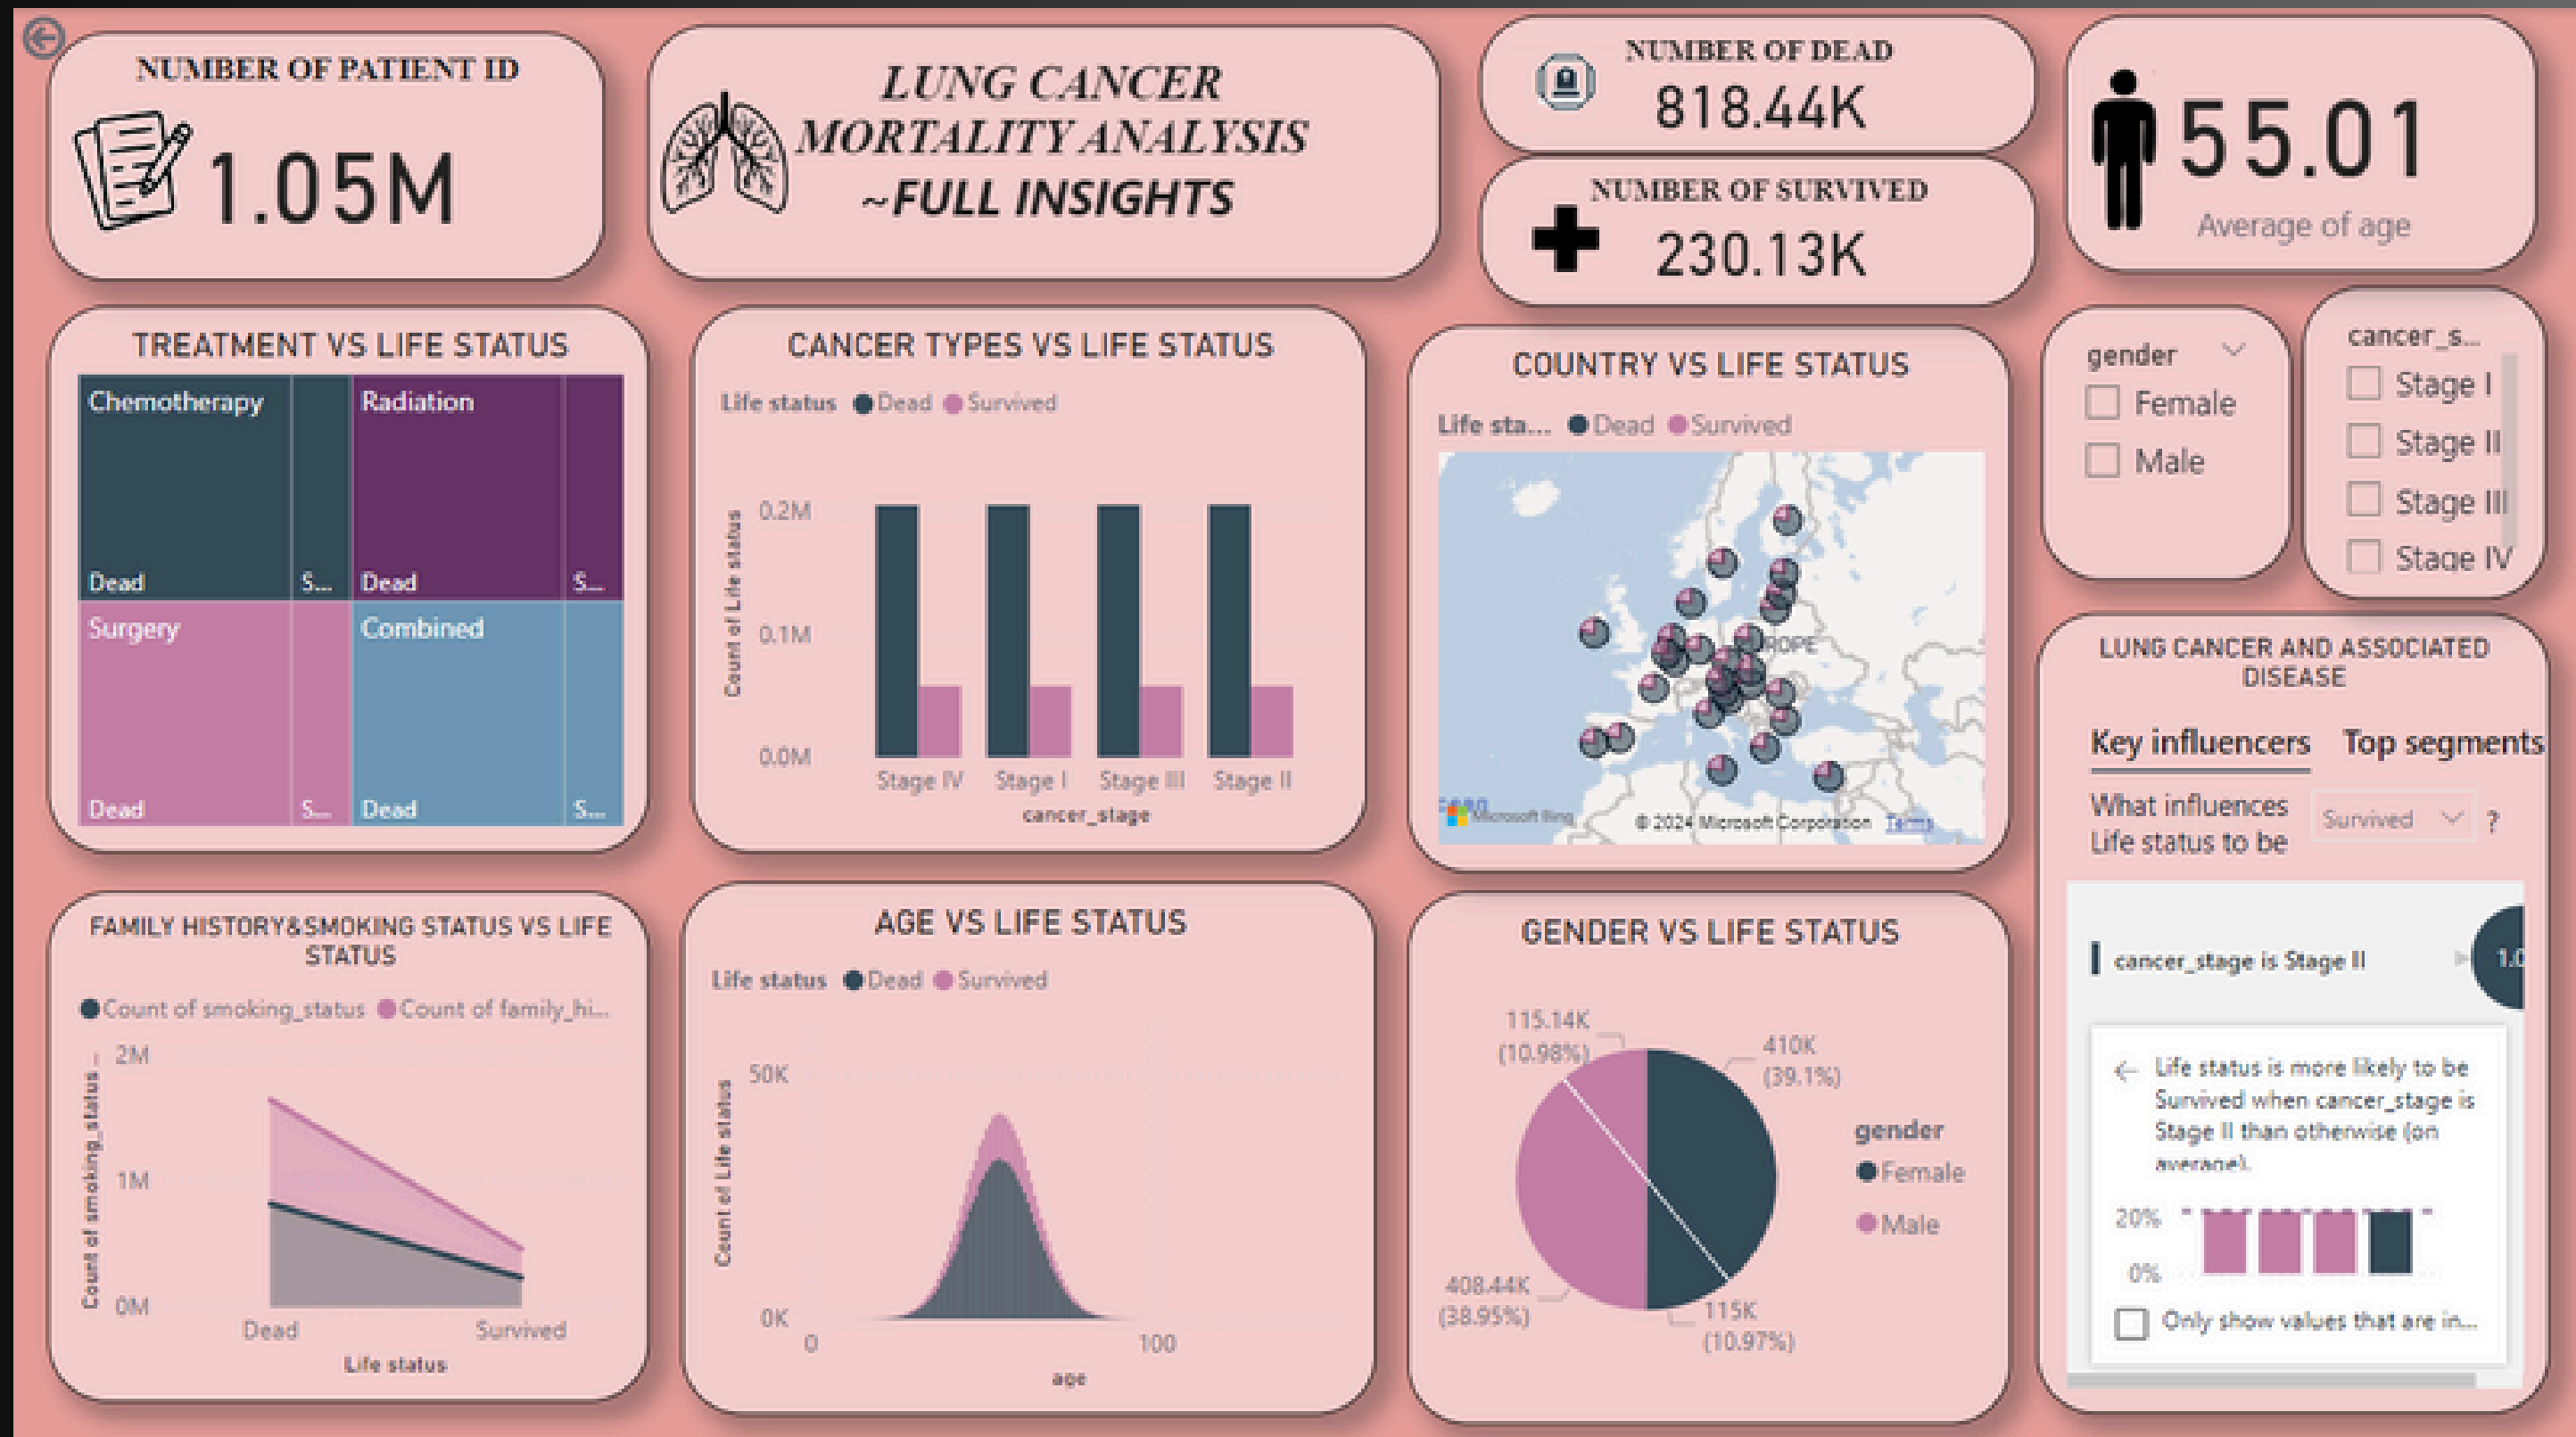 NUMBER OF PATIENT ID
1.05M
LUNG CANCER
MORTALITY ANALYSIS
~FULL INSIGHTS
NUMBER OF DEAD
818.44K
NUMBER OF SURVIVED
230.13K
55.01
Average of age
TREATMENT VS LIFE STATUS
Chemotherapy
Radiation
Dead
S...
Dead
S...
Surgery
Combined
Dead
S...
Dead
S...
CANCER TYPES VS LIFE STATUS
Life status Dead Survived
Count of Life status
0.2M
0.1M
0.0M
Stage IV
Stage I
Stage III
Stage II
cancer_stage
COUNTRY VS LIFE STATUS
Life sta... Dead Survived
Microsoft Bing
© 2024 Microsoft Corporation Terms
gender
Female
Male
cancer_s...
Stage I
Stage II
Stage III
Stage IV
FAMILY HISTORY&SMOKING STATUS VS LIFE
STATUS
Count of smoking_status Count of family_hi...
Count of smoking_status ...
2M
1M
0M
Dead
Survived
Life status
AGE VS LIFE STATUS
Life status Dead Survived
Count of Life status
50K
0K
0
100
age
GENDER VS LIFE STATUS
115.14K
(10.98%)
410K
(39.1%)
408.44K
(38.95%)
115K
(10.97%)
gender
Female
Male
LUNG CANCER AND ASSOCIATED
DISEASE
Key influencers Top segments
What influences
Life status to be
Survived
?
cancer_stage is Stage II
Life status is more likely to be
Survived when cancer_stage is
Stage II than otherwise (on
average).
20%
0%
Only show values that are in...